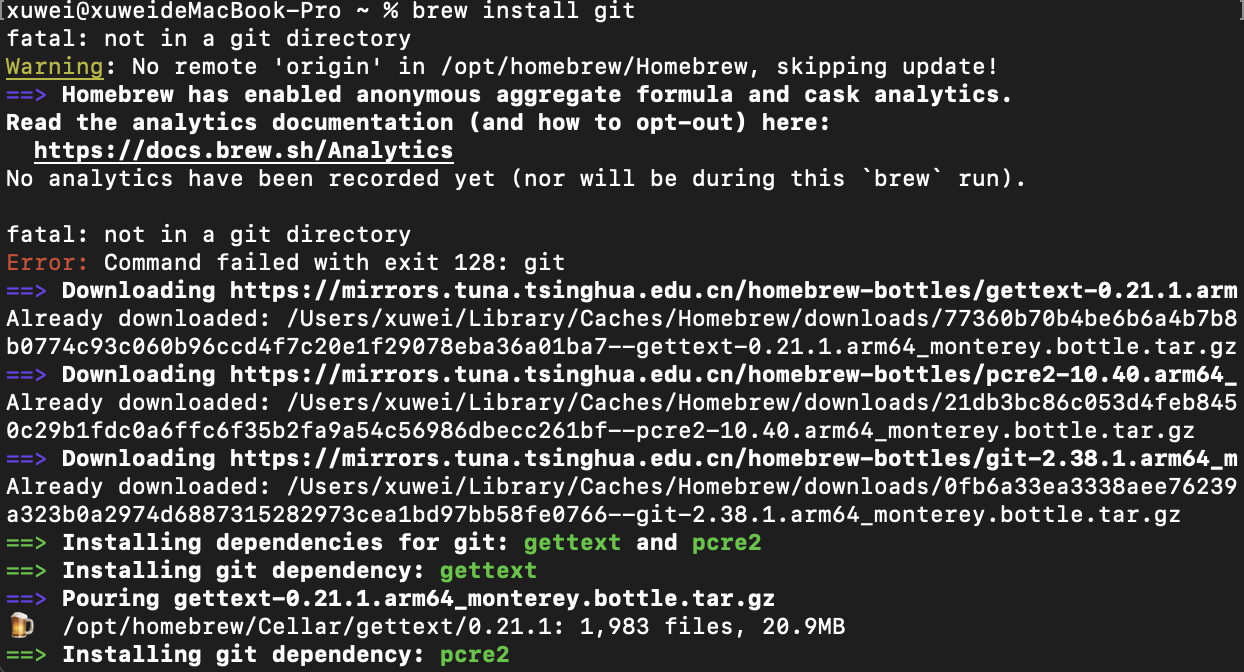 xuwei@xuweideMacBook-Pro ~ % brew install git
fatal: not in a git directory
Warning: No remote 'origin' in /opt/homebrew/Homebrew, skipping update!
==> Homebrew has enabled anonymous aggregate formula and cask analytics.
Read the analytics documentation (and how to opt-out) here:
  https://docs.brew.sh/Analytics
No analytics have been recorded yet (nor will be during this `brew` run).

fatal: not in a git directory
Error: Command failed with exit 128: git
==> Downloading https://mirrors.tuna.tsinghua.edu.cn/homebrew-bottles/gettext-0.21.1.arm
Already downloaded: /Users/xuwei/Library/Caches/Homebrew/downloads/77360b70b4be6b6a4b7b8
b0774c93c060b96ccd4f7c20e1f29078eba36a01ba7--gettext-0.21.1.arm64_monterey.bottle.tar.gz
==> Downloading https://mirrors.tuna.tsinghua.edu.cn/homebrew-bottles/pcre2-10.40.arm64_
Already downloaded: /Users/xuwei/Library/Caches/Homebrew/downloads/21db3bc86c053d4feb845
0c29b1fdc0a6ffc6f35b2fa9a54c56986dbecc261bf--pcre2-10.40.arm64_monterey.bottle.tar.gz
==> Downloading https://mirrors.tuna.tsinghua.edu.cn/homebrew-bottles/git-2.38.1.arm64_m
Already downloaded: /Users/xuwei/Library/Caches/Homebrew/downloads/0fb6a33ea3338aee76239
a323b0a2974d6887315282973cea1bd97bb58fe0766--git-2.38.1.arm64_monterey.bottle.tar.gz
==> Installing dependencies for git: gettext and pcre2
==> Installing git dependency: gettext
==> Pouring gettext-0.21.1.arm64_monterey.bottle.tar.gz
🍺  /opt/homebrew/Cellar/gettext/0.21.1: 1,983 files, 20.9MB
==> Installing git dependency: pcre2